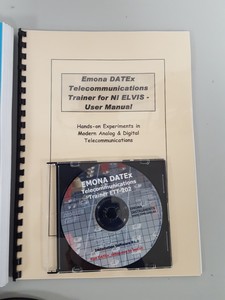 Emona DATEx
Telecommunications
Trainer for NI ELVIS -
User Manual
Hands-on Experiments in
Modern Analog & Digital
Telecommunications
EMONA DATEx
Telecommunications
Trainer ETT-202